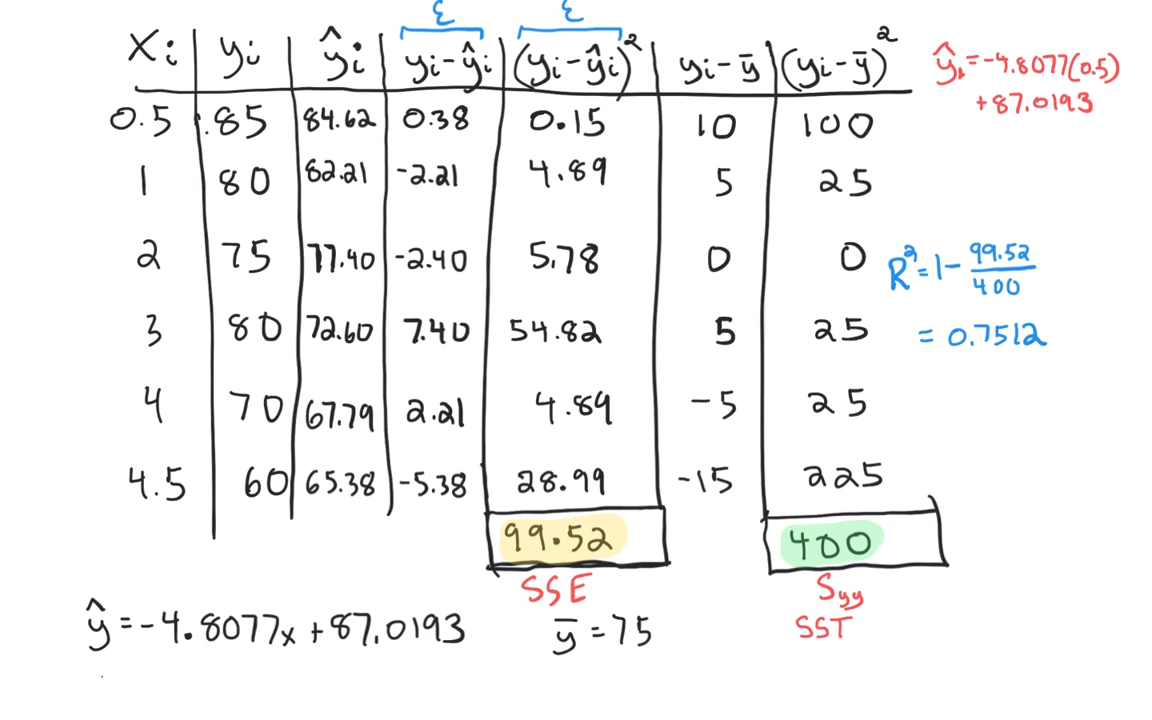 ε ε
xᵢ yᵢ ŷᵢ yᵢ-ŷᵢ (yᵢ-ŷᵢ)² yᵢ-ȳ (yᵢ-ȳ)²
0.5 85 84.62 0.38 0.15 10 100
1 80 82.21 -2.21 4.89 5 25
2 75 77.40 -2.40 5.78 0 0
3 80 72.60 7.40 54.82 5 25
4 70 67.79 2.21 4.89 -5 25
4.5 60 65.38 -5.38 28.99 -15 225
99.52 400
SSE Syy
SST
ŷ=-4.8077x+87.0193 ȳ=75
ŷ₁=-4.8077(0.5)
+87.0193
R²=1-99.52/400
=0.7512